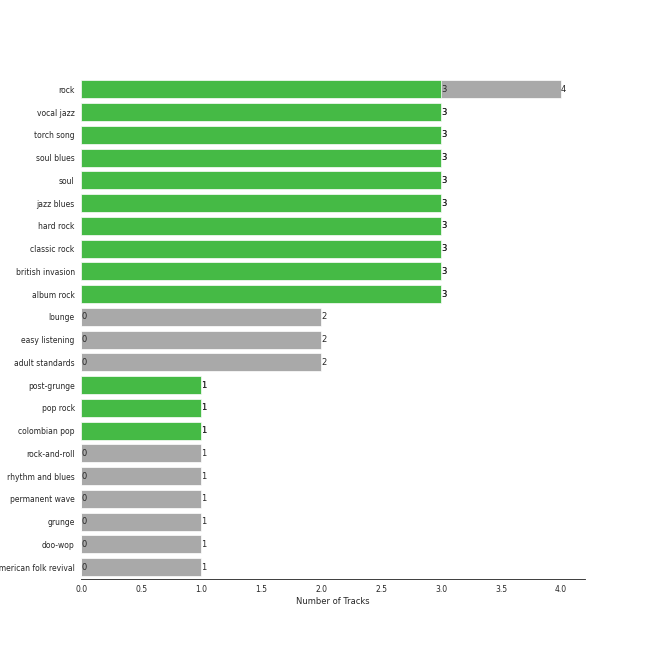 rock 3 4
vocal jazz 3
torch song 3
soul blues 3
soul 3
jazz blues 3
hard rock 3
classic rock 3
british invasion 3
album rock 3
lounge 0 2
easy listening 0 2
adult standards 0 2
post-grunge 1
pop rock 1
colombian pop 1
rock-and-roll 0 1
rhythm and blues 0 1
permanent wave 0 1
grunge 0 1
doo-wop 0 1
merican folk revival 0 1
0.0 0.5 1.0 1.5 2.0 2.5 3.0 3.5 4.0
Number of Tracks